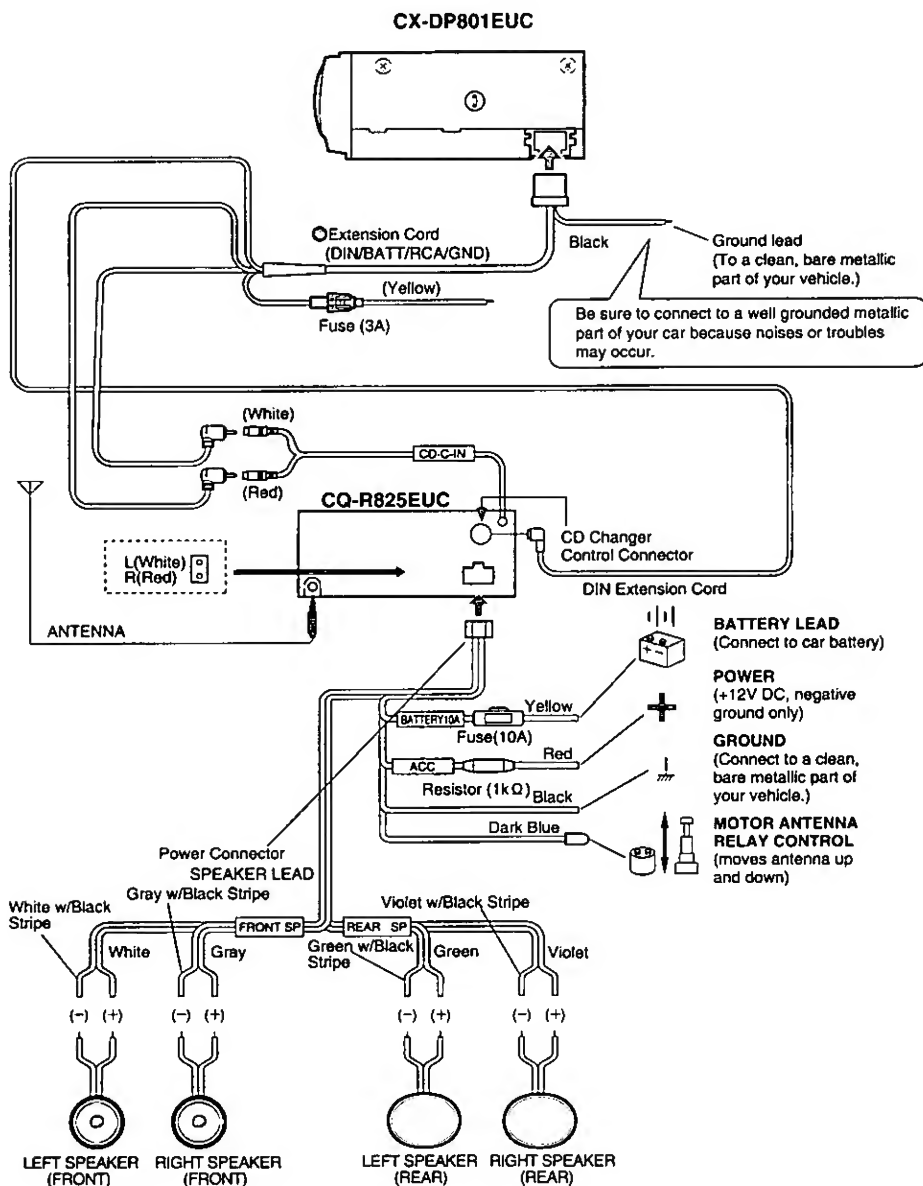 CX-DP801EUC
Extension Cord
(DIN/BATT/RCA/GND)
Black
Ground lead
(To a clean, bare metallic
part of your vehicle.)
(Yellow)
Fuse (3A)
Be sure to connect to a well grounded metallic
part of your car because noises or troubles
may occur.
(White)
CD-C-IN
(Red)
CQ-R825EUC
CD Changer
Control Connector
L(White)
R(Red)
DIN Extension Cord
ANTENNA
BATTERY LEAD
(Connect to car battery)
POWER
(+12V DC, negative
ground only)
Yellow
BATTERY10A
Fuse(10A)
Red
GROUND
(Connect to a clean,
bare metallic part of
your vehicle.)
ACC
Resistor (1kΩ)
Black
Dark Blue
MOTOR ANTENNA
RELAY CONTROL
(moves antenna up
and down)
Power Connector
SPEAKER LEAD
Gray w/Black Stripe
Violet w/Black Stripe
White w/Black
Stripe
FRONT SP
REAR SP
White
Gray
Green w/Black
Stripe
Green
Violet
(-) (+) (-) (+) (-) (+) (-) (+)
LEFT SPEAKER
(FRONT)
RIGHT SPEAKER
(FRONT)
LEFT SPEAKER
(REAR)
RIGHT SPEAKER
(REAR)